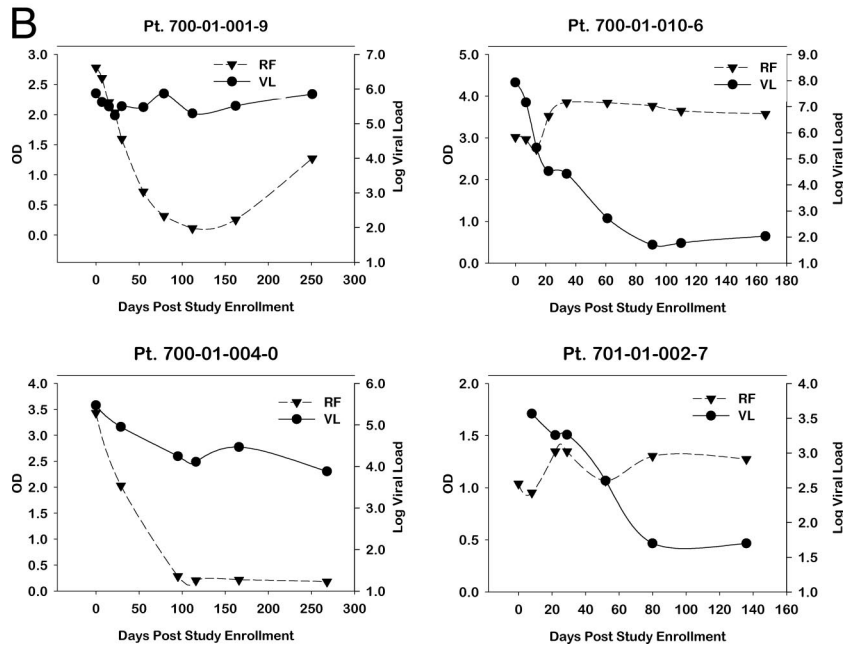 B
Pt. 700-01-001-9
3.0
2.5
2.0
1.5
1.0
0.5
0.0
OD
RF
VL
7.0
6.0
5.0
4.0
3.0
2.0
1.0
Log Viral Load
0 50 100 150 200 250 300
Days Post Study Enrollment
Pt. 700-01-010-6
5.0
4.0
3.0
2.0
1.0
0.0
OD
RF
VL
9.0
8.0
7.0
6.0
5.0
4.0
3.0
2.0
1.0
Log Viral Load
0 20 40 60 80 100 120 140 160 180
Days Post Study Enrollment
Pt. 700-01-004-0
4.0
3.5
3.0
2.5
2.0
1.5
1.0
0.5
0.0
OD
RF
VL
6.0
5.0
4.0
3.0
2.0
1.0
Log Viral Load
0 50 100 150 200 250 300
Days Post Study Enrollment
Pt. 701-01-002-7
2.0
1.5
1.0
0.5
0.0
OD
RF
VL
4.0
3.5
3.0
2.5
2.0
1.5
1.0
Log Viral Load
0 20 40 60 80 100 120 140 160
Days Post Study Enrollment